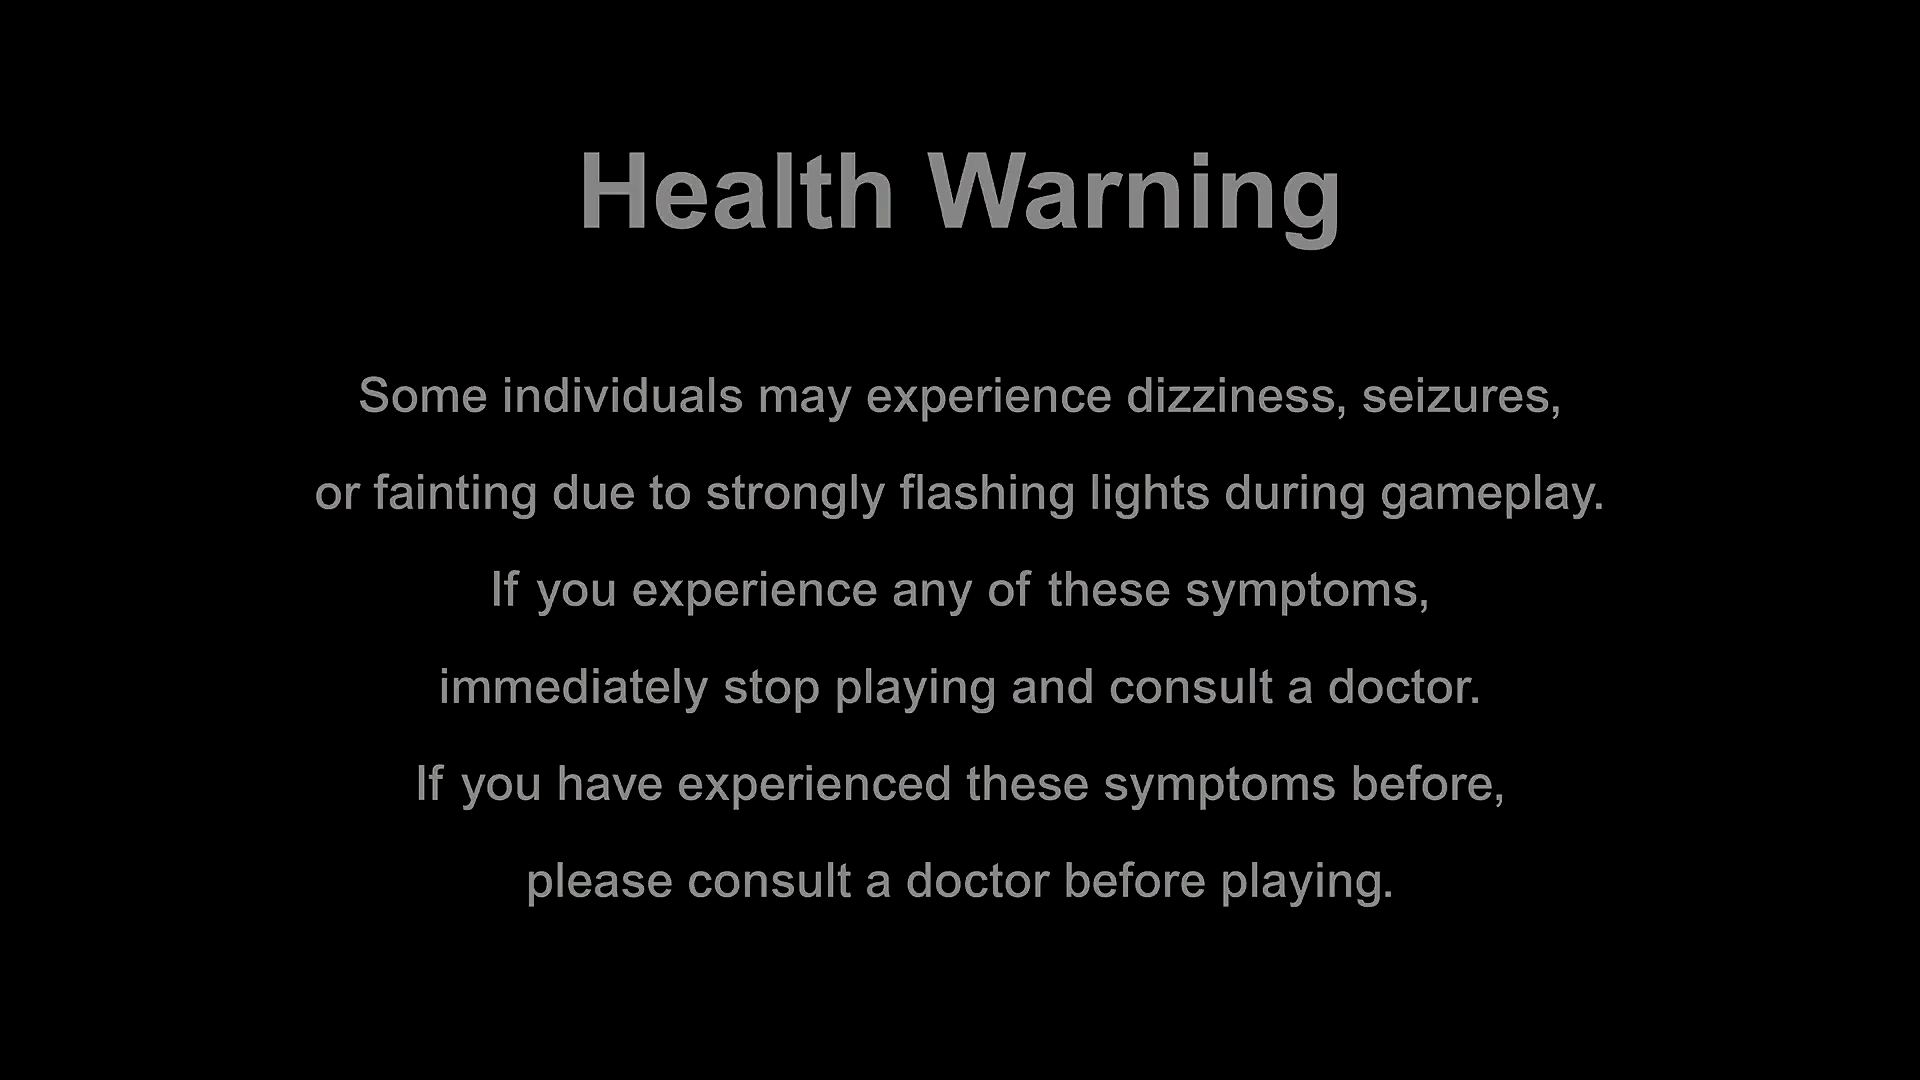 Health Warning
Some individuals may experience dizziness, seizures,
or fainting due to strongly flashing lights during gameplay.
If you experience any of these symptoms,
immediately stop playing and consult a doctor.
If you have experienced these symptoms before,
please consult a doctor before playing.